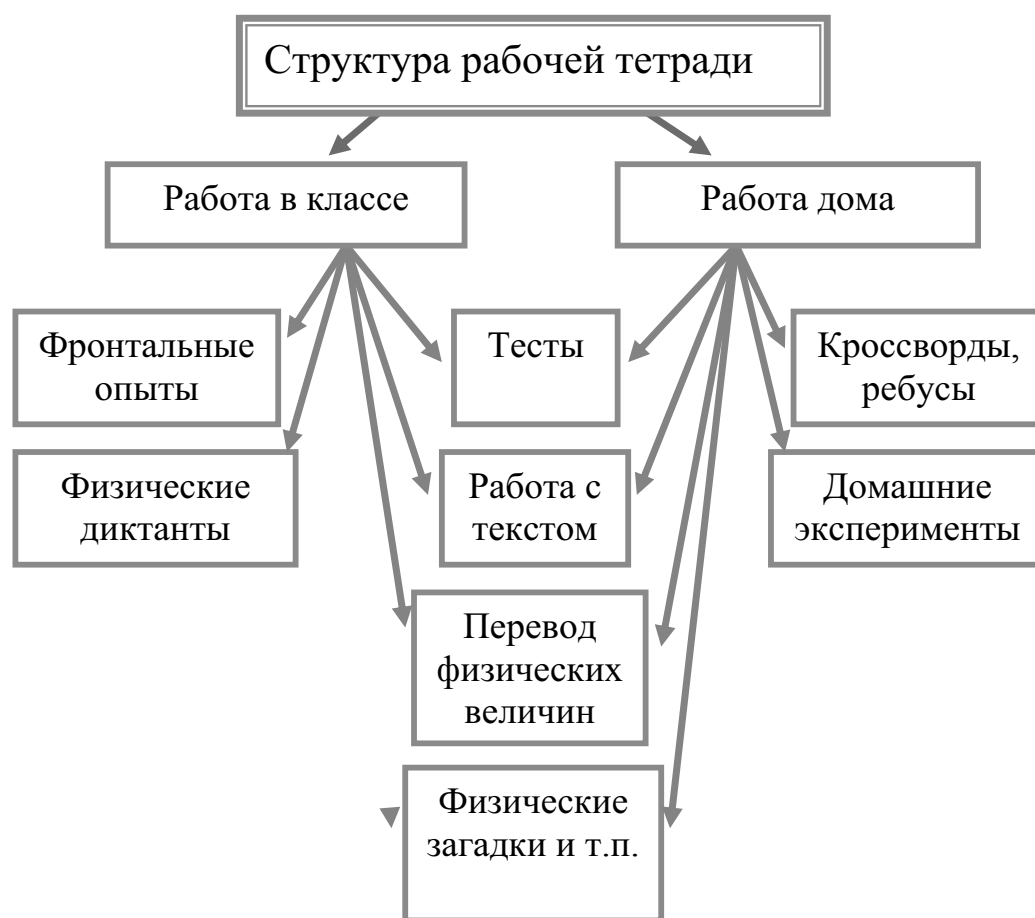 Структура рабочей тетради
Работа в классе
Работа дома
Фронтальные
опыты
Тесты
Кроссворды,
ребусы
Физические
диктанты
Работа с
текстом
Домашние
эксперименты
Перевод
физических
величин
Физические
загадки и т.п.